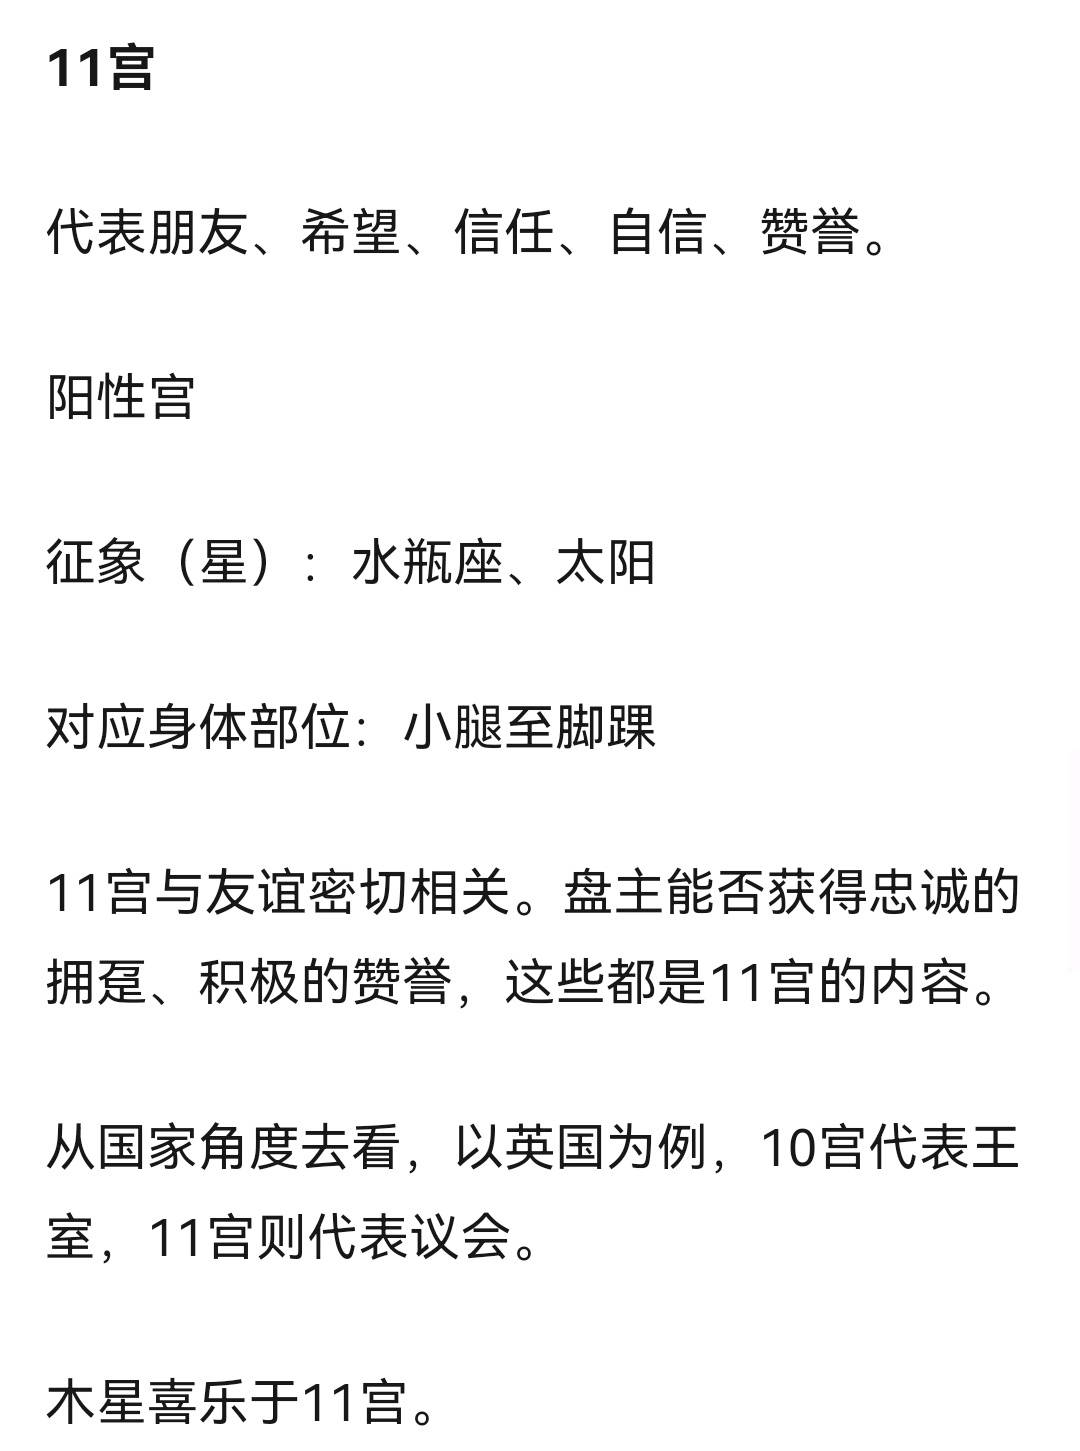 11宫
代表朋友、希望、信任、自信、赞誉。
阳性宫
征象（星）：水瓶座、太阳
对应身体部位：小腿至脚踝
11宫与友谊密切相关。盘主能否获得忠诚的
拥趸、积极的赞誉，这些都是11宫的内容。
从国家角度去看，以英国为例，10宫代表王
室，11宫则代表议会。
木星喜乐于11宫。